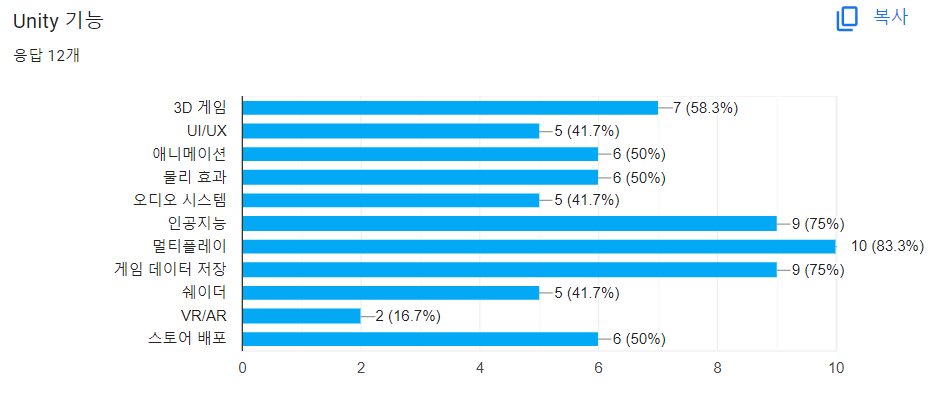 Unity 기능
복사
응답 12개
3D 게임 7 (58.3%)
UI/UX 5 (41.7%)
애니메이션 6 (50%)
물리 효과 6 (50%)
오디오 시스템 5 (41.7%)
인공지능 9 (75%)
멀티플레이 10 (83.3%)
게임 데이터 저장 9 (75%)
쉐이더 5 (41.7%)
VR/AR 2 (16.7%)
스토어 배포 6 (50%)
0 2 4 6 8 10